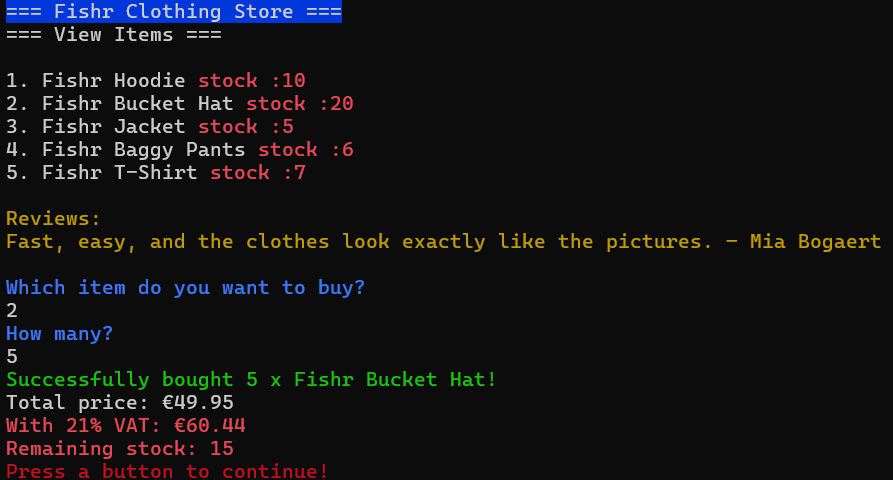 === Fishr Clothing Store ===
=== View Items ===
1. Fishr Hoodie stock :10
2. Fishr Bucket Hat stock :20
3. Fishr Jacket stock :5
4. Fishr Baggy Pants stock :6
5. Fishr T-Shirt stock :7
Reviews:
Fast, easy, and the clothes look exactly like the pictures. - Mia Bogaert
Which item do you want to buy?
2
How many?
5
Successfully bought 5 x Fishr Bucket Hat!
Total price: €49.95
With 21% VAT: €60.44
Remaining stock: 15
Press a button to continue!